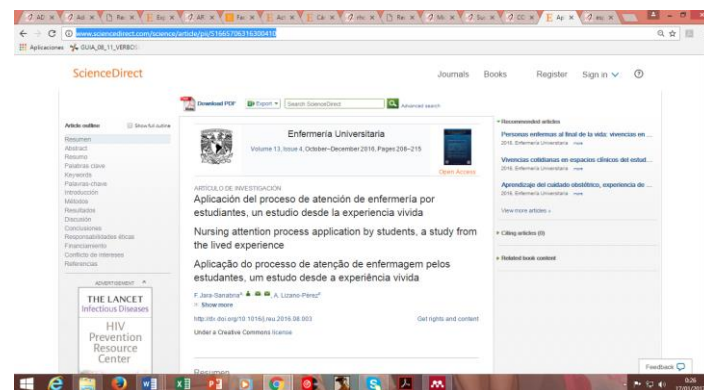 www.sciencedirect.com/science/article/pii/S1665706316300410
Aplicaciones GUIA_08_11_VERBOS
ScienceDirect
Journals Books Register Sign in
Download PDF Export Search ScienceDirect Advanced search
Article outline Show full outline
Resumen
Abstract
Resumo
Palabras clave
Keywords
Palavras-chave
Introducción
Métodos
Resultados
Discusión
Conclusiones
Responsabilidades éticas
Financiamiento
Conflicto de intereses
Referencias
ADVERTISEMENT
THE LANCET
Infectious Diseases
HIV
Prevention
Resource
Center
Enfermería Universitaria
Volume 13, Issue 4, October–December 2016, Pages 208–215
Open Access
ARTÍCULO DE INVESTIGACIÓN
Aplicación del proceso de atención de enfermería por
estudiantes, un estudio desde la experiencia vivida
Nursing attention process application by students, a study from
the lived experience
Aplicação do processo de atenção de enfermagem pelos
estudantes, um estudo desde a experiência vivida
F. Jara-Sanabria, A. Lizano-Pérez
Show more
http://dx.doi.org/10.1016/j.reu.2016.08.003 Get rights and content
Under a Creative Commons license
Resumen
Recommended articles
Personas enfermas al final de la vida: vivencias en ...
2016, Enfermería Universitaria more
Vivencias cotidianas en espacios clínicos del estud...
2016, Enfermería Universitaria more
Aprendizaje del cuidado obstétrico, experiencia de ...
2016, Enfermería Universitaria more
View more articles »
Citing articles (0)
Related book content
Feedback
0:26